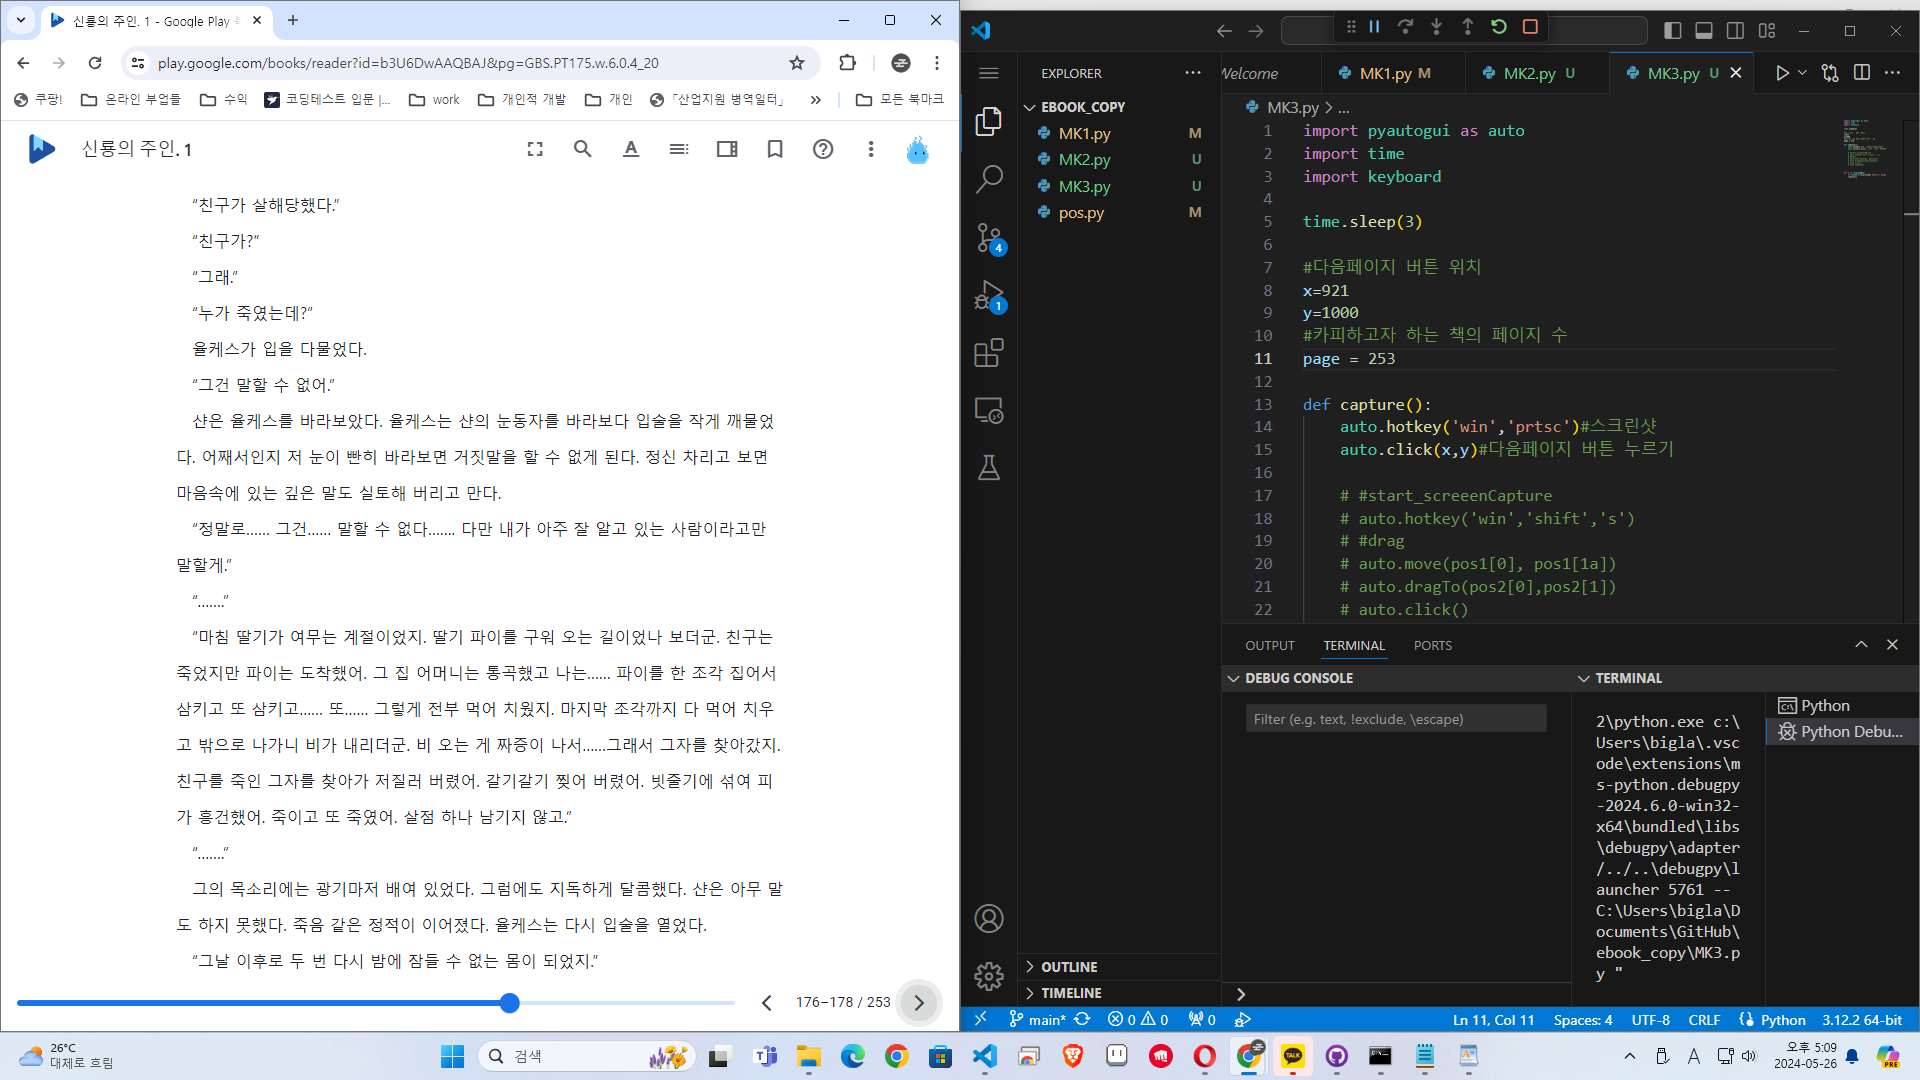 신룡의 주인. 1 - Google Play
play.google.com/books/reader?id=b3U6DwAAQBAJ&pg=GBS.PT175.w.6.0.4_20
쿠팡!
온라인 부업들
수익
코딩테스트 입문 |...
work
개인적 개발
개인
「산업지원 병역일터」
»
모든 북마크
신룡의 주인. 1
“친구가 살해당했다.”
“친구가?”
“그래.”
“누가 죽였는데?”
율케스가 입을 다물었다.
“그건 말할 수 없어.”
샨은 율케스를 바라보았다. 율케스는 샨의 눈동자를 바라보다 입술을 작게 깨물었
다. 어째서인지 저 눈이 빤히 바라보면 거짓말을 할 수 없게 된다. 정신 차리고 보면
마음속에 있는 깊은 말도 실토해 버리고 만다.
“정말로...... 그건...... 말할 수 없다....... 다만 내가 아주 잘 알고 있는 사람이라고만
말할게.”
“.......”
“마침 딸기가 여무는 계절이었지. 딸기 파이를 구워 오는 길이었나 보더군. 친구는
죽었지만 파이는 도착했어. 그 집 어머니는 통곡했고 나는...... 파이를 한 조각 집어서
삼키고 또 삼키고...... 또...... 그렇게 전부 먹어 치웠지. 마지막 조각까지 다 먹어 치우
고 밖으로 나가니 비가 내리더군. 비 오는 게 짜증이 나서......그래서 그자를 찾아갔지.
친구를 죽인 그자를 찾아가 저질러 버렸어. 갈기갈기 찢어 버렸어. 빗줄기에 섞여 피
가 흥건했어. 죽이고 또 죽였어. 살점 하나 남기지 않고.”
“.......”
그의 목소리에는 광기마저 배여 있었다. 그럼에도 지독하게 달콤했다. 샨은 아무 말
도 하지 못했다. 죽음 같은 정적이 이어졌다. 율케스는 다시 입술을 열었다.
“그날 이후로 두 번 다시 밤에 잠들 수 없는 몸이 되었지.”
176–178 / 253
EXPLORER
Welcome
MK1.py M
MK2.py U
MK3.py U
EBOOK_COPY
MK1.py M
MK2.py U
MK3.py U
pos.py M
4
1
OUTLINE
TIMELINE
MK3.py > ...
1 import pyautogui as auto
2 import time
3 import keyboard
4
5 time.sleep(3)
6
7 #다음페이지 버튼 위치
8 x=921
9 y=1000
10 #카피하고자 하는 책의 페이지 수
11 page = 253
12
13 def capture():
14 auto.hotkey('win','prtsc')#스크린샷
15 auto.click(x,y)#다음페이지 버튼 누르기
16
17 # #start_screeenCapture
18 # auto.hotkey('win','shift','s')
19 # #drag
20 # auto.move(pos1[0], pos1[1a])
21 # auto.dragTo(pos2[0],pos2[1])
22 # auto.click()
OUTPUT
TERMINAL
PORTS
DEBUG CONSOLE
Filter (e.g. text, !exclude, \escape)
TERMINAL
2\python.exe c:\
Users\bigla\.vsc
ode\extensions\m
s-python.debugpy
-2024.6.0-win32-
x64\bundled\libs
\debugpy\adapter
/../..\debugpy\l
auncher 5761 --
C:\Users\bigla\D
ocuments\GitHub\
ebook_copy\MK3.p
y "
Python
Python Debu...
main* 0 0 0
Ln 11, Col 11
Spaces: 4
UTF-8
CRLF
Python
3.12.2 64-bit
26°C
대체로 흐림
검색
TALK
A
오후 5:09
2024-05-26
PRE